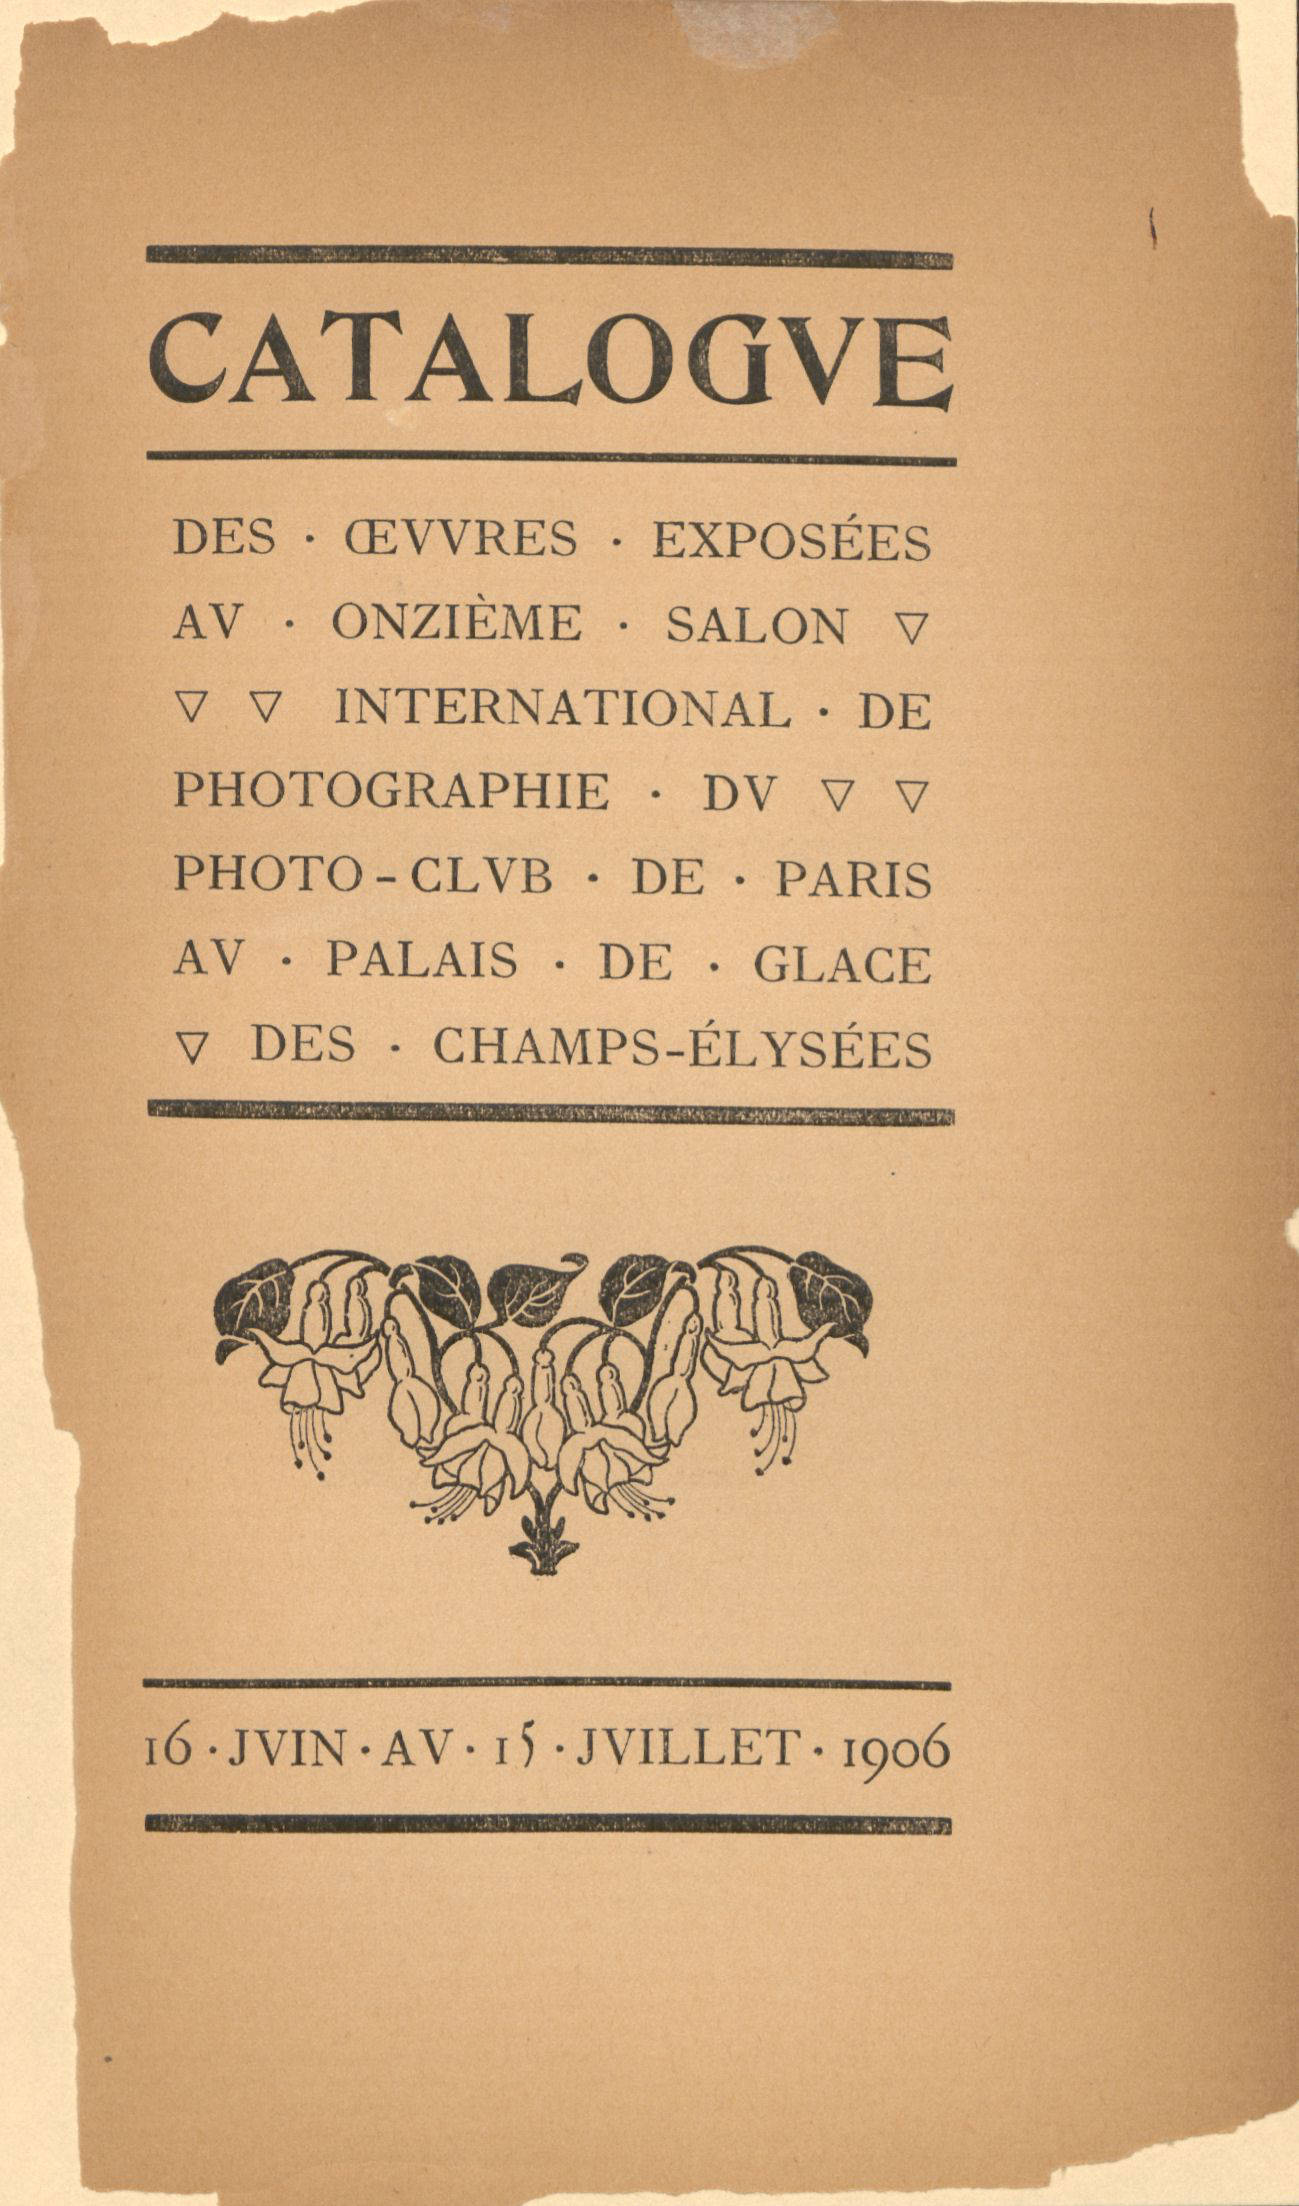 CATALOGVE
DES · ŒVVRES · EXPOSÉES
AV · ONZIÈME · SALON ▽
▽ ▽ INTERNATIONAL · DE
PHOTOGRAPHIE · DV ▽ ▽
PHOTO-CLVB · DE · PARIS
AV · PALAIS · DE · GLACE
▽ DES · CHAMPS-ÉLYSÉES
16 · JVIN · AV · 15 · JVILLET · 1906